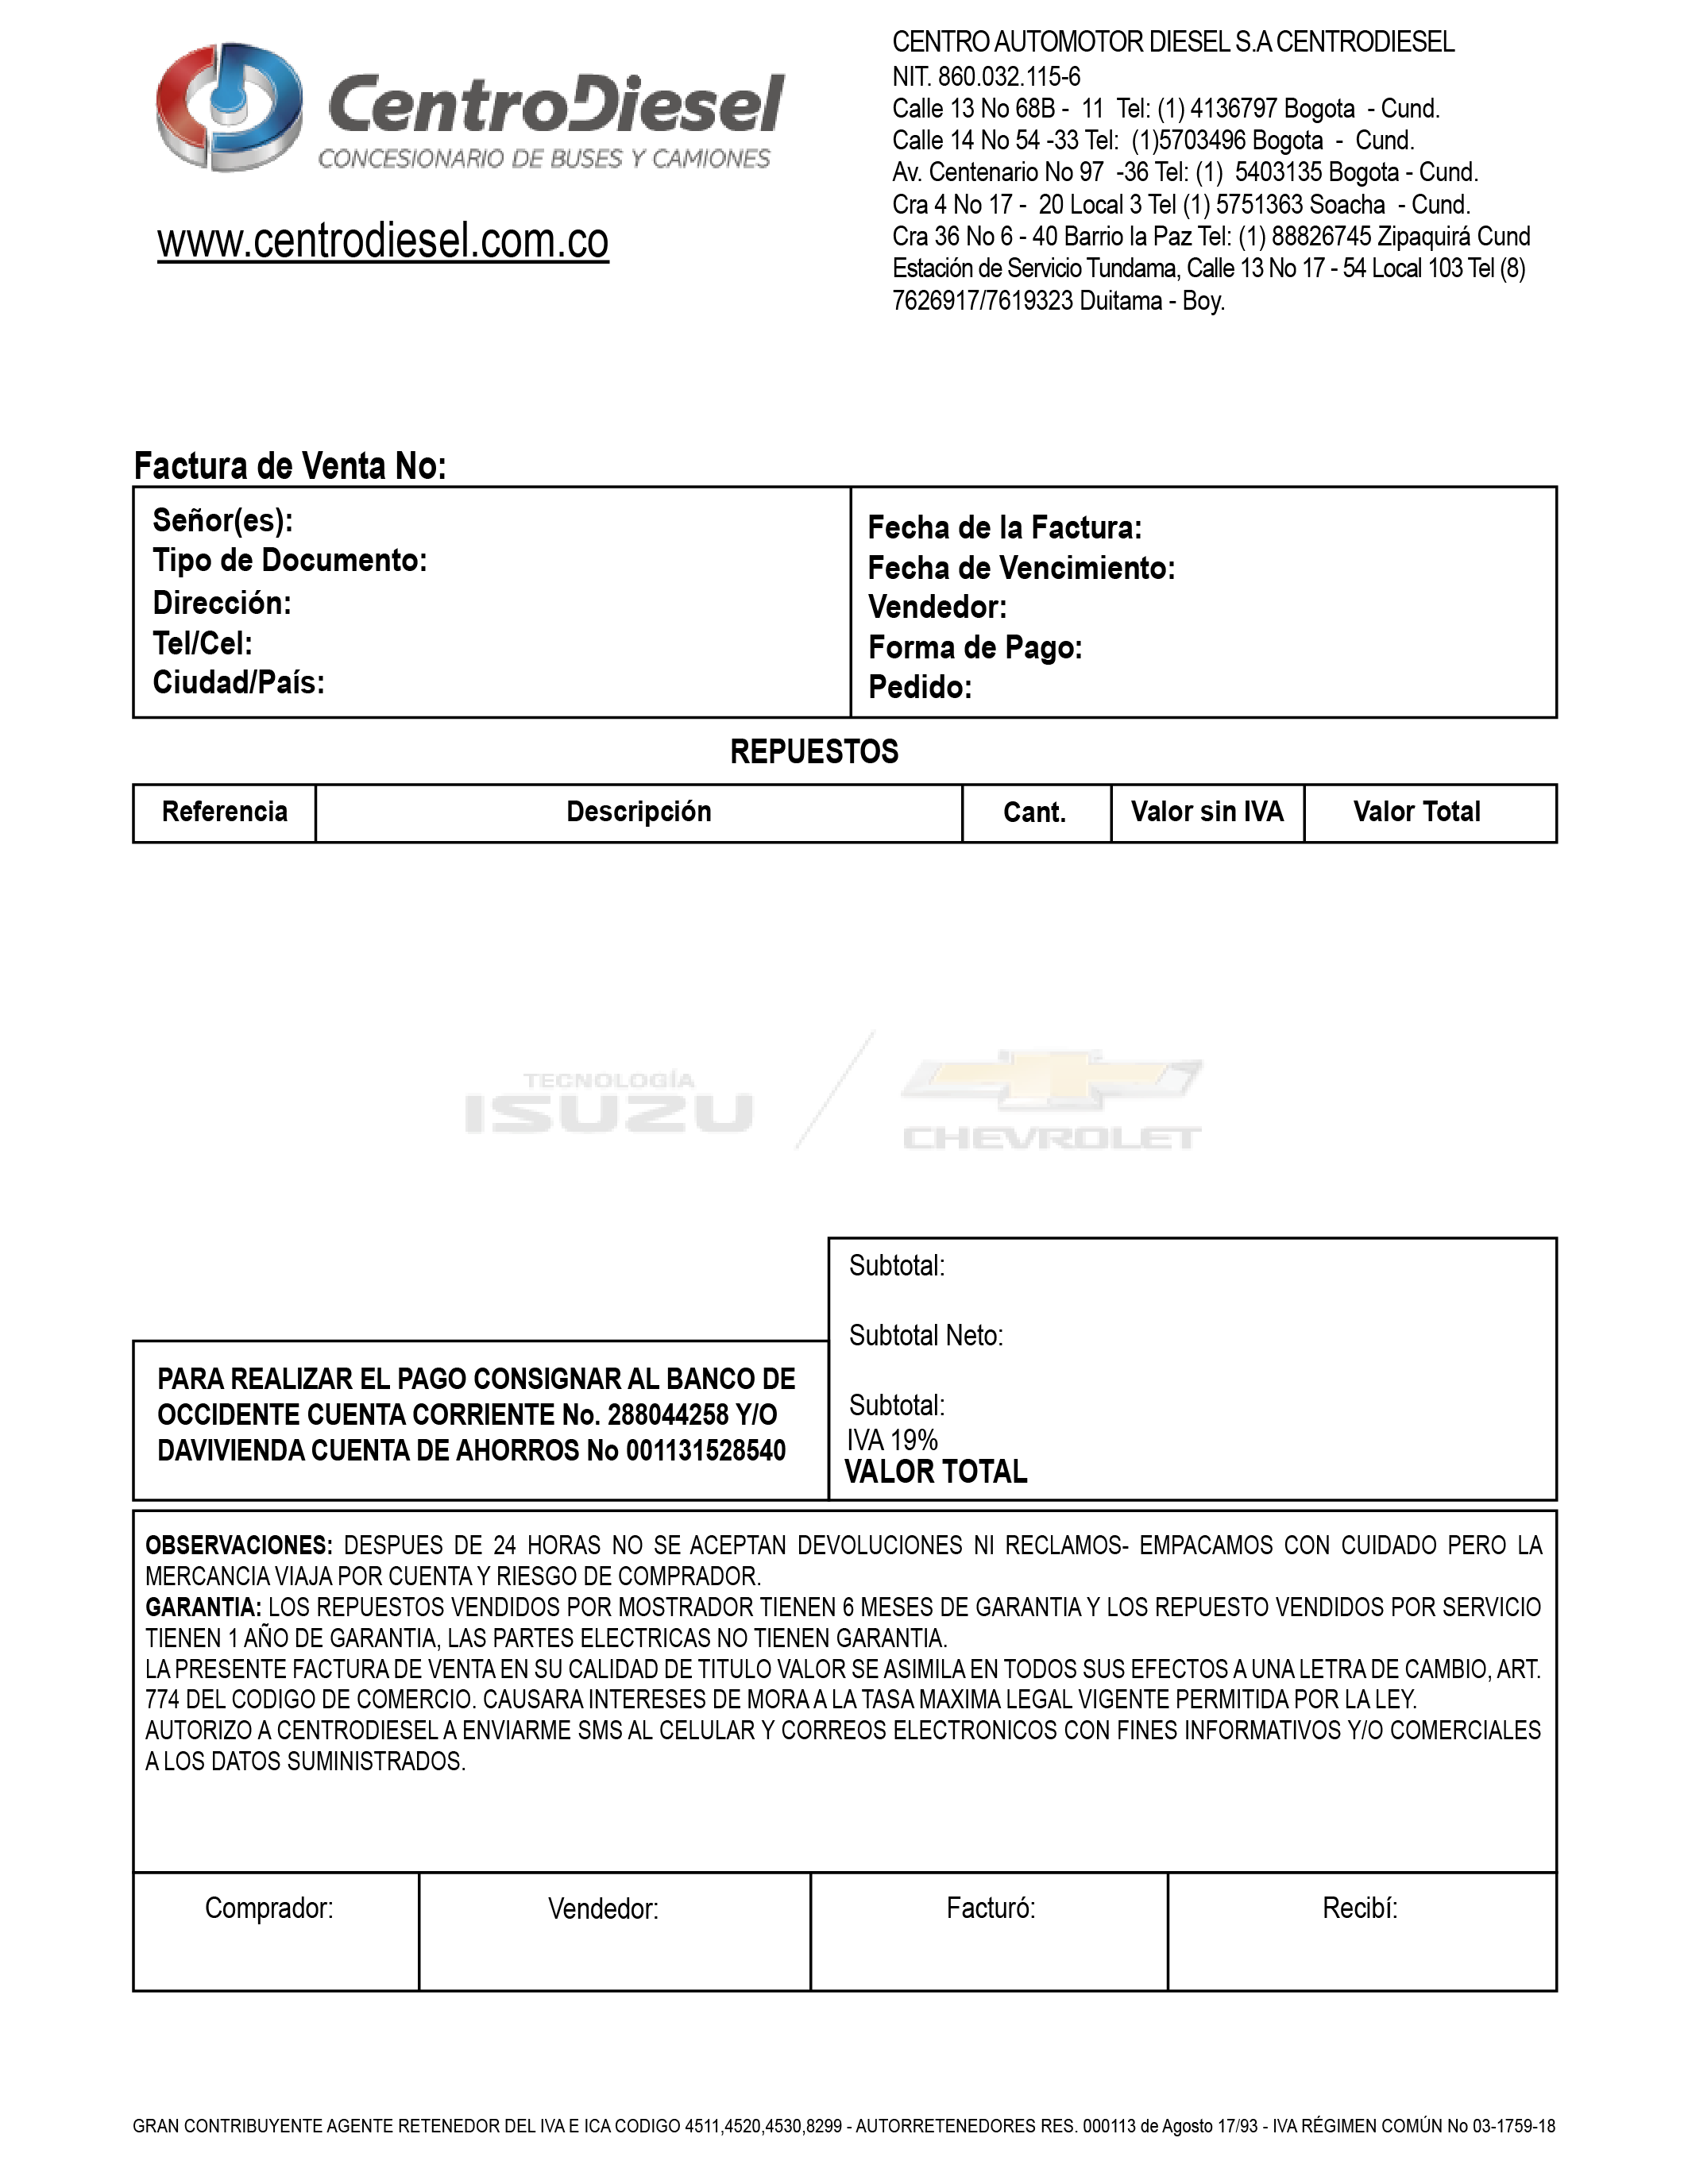 CentroDiesel
CONCESIONARIO DE BUSES Y CAMIONES
www.centrodiesel.com.co
CENTRO AUTOMOTOR DIESEL S.A CENTRODIESEL
NIT. 860.032.115-6
Calle 13 No 68B - 11 Tel: (1) 4136797 Bogota - Cund.
Calle 14 No 54 -33 Tel: (1)5703496 Bogota - Cund.
Av. Centenario No 97 -36 Tel: (1) 5403135 Bogota - Cund.
Cra 4 No 17 - 20 Local 3 Tel (1) 5751363 Soacha - Cund.
Cra 36 No 6 - 40 Barrio la Paz Tel: (1) 88826745 Zipaquirá Cund
Estación de Servicio Tundama, Calle 13 No 17 - 54 Local 103 Tel (8)
7626917/7619323 Duitama - Boy.
Factura de Venta No:
Señor(es):
Tipo de Documento:
Dirección:
Tel/Cel:
Ciudad/País:
Fecha de la Factura:
Fecha de Vencimiento:
Vendedor:
Forma de Pago:
Pedido:
REPUESTOS
Referencia Descripción Cant. Valor sin IVA Valor Total
TECNOLOGÍA
ISUZU
CHEVROLET
Subtotal:
Subtotal Neto:
Subtotal:
IVA 19%
VALOR TOTAL
PARA REALIZAR EL PAGO CONSIGNAR AL BANCO DE
OCCIDENTE CUENTA CORRIENTE No. 288044258 Y/O
DAVIVIENDA CUENTA DE AHORROS No 001131528540
OBSERVACIONES: DESPUES DE 24 HORAS NO SE ACEPTAN DEVOLUCIONES NI RECLAMOS- EMPACAMOS CON CUIDADO PERO LA
MERCANCIA VIAJA POR CUENTA Y RIESGO DE COMPRADOR.
GARANTIA: LOS REPUESTOS VENDIDOS POR MOSTRADOR TIENEN 6 MESES DE GARANTIA Y LOS REPUESTO VENDIDOS POR SERVICIO
TIENEN 1 AÑO DE GARANTIA, LAS PARTES ELECTRICAS NO TIENEN GARANTIA.
LA PRESENTE FACTURA DE VENTA EN SU CALIDAD DE TITULO VALOR SE ASIMILA EN TODOS SUS EFECTOS A UNA LETRA DE CAMBIO, ART.
774 DEL CODIGO DE COMERCIO. CAUSARA INTERESES DE MORA A LA TASA MAXIMA LEGAL VIGENTE PERMITIDA POR LA LEY.
AUTORIZO A CENTRODIESEL A ENVIARME SMS AL CELULAR Y CORREOS ELECTRONICOS CON FINES INFORMATIVOS Y/O COMERCIALES
A LOS DATOS SUMINISTRADOS.
Comprador: Vendedor: Facturó: Recibí:
GRAN CONTRIBUYENTE AGENTE RETENEDOR DEL IVA E ICA CODIGO 4511,4520,4530,8299 - AUTORRETENEDORES RES. 000113 de Agosto 17/93 - IVA RÉGIMEN COMÚN No 03-1759-18